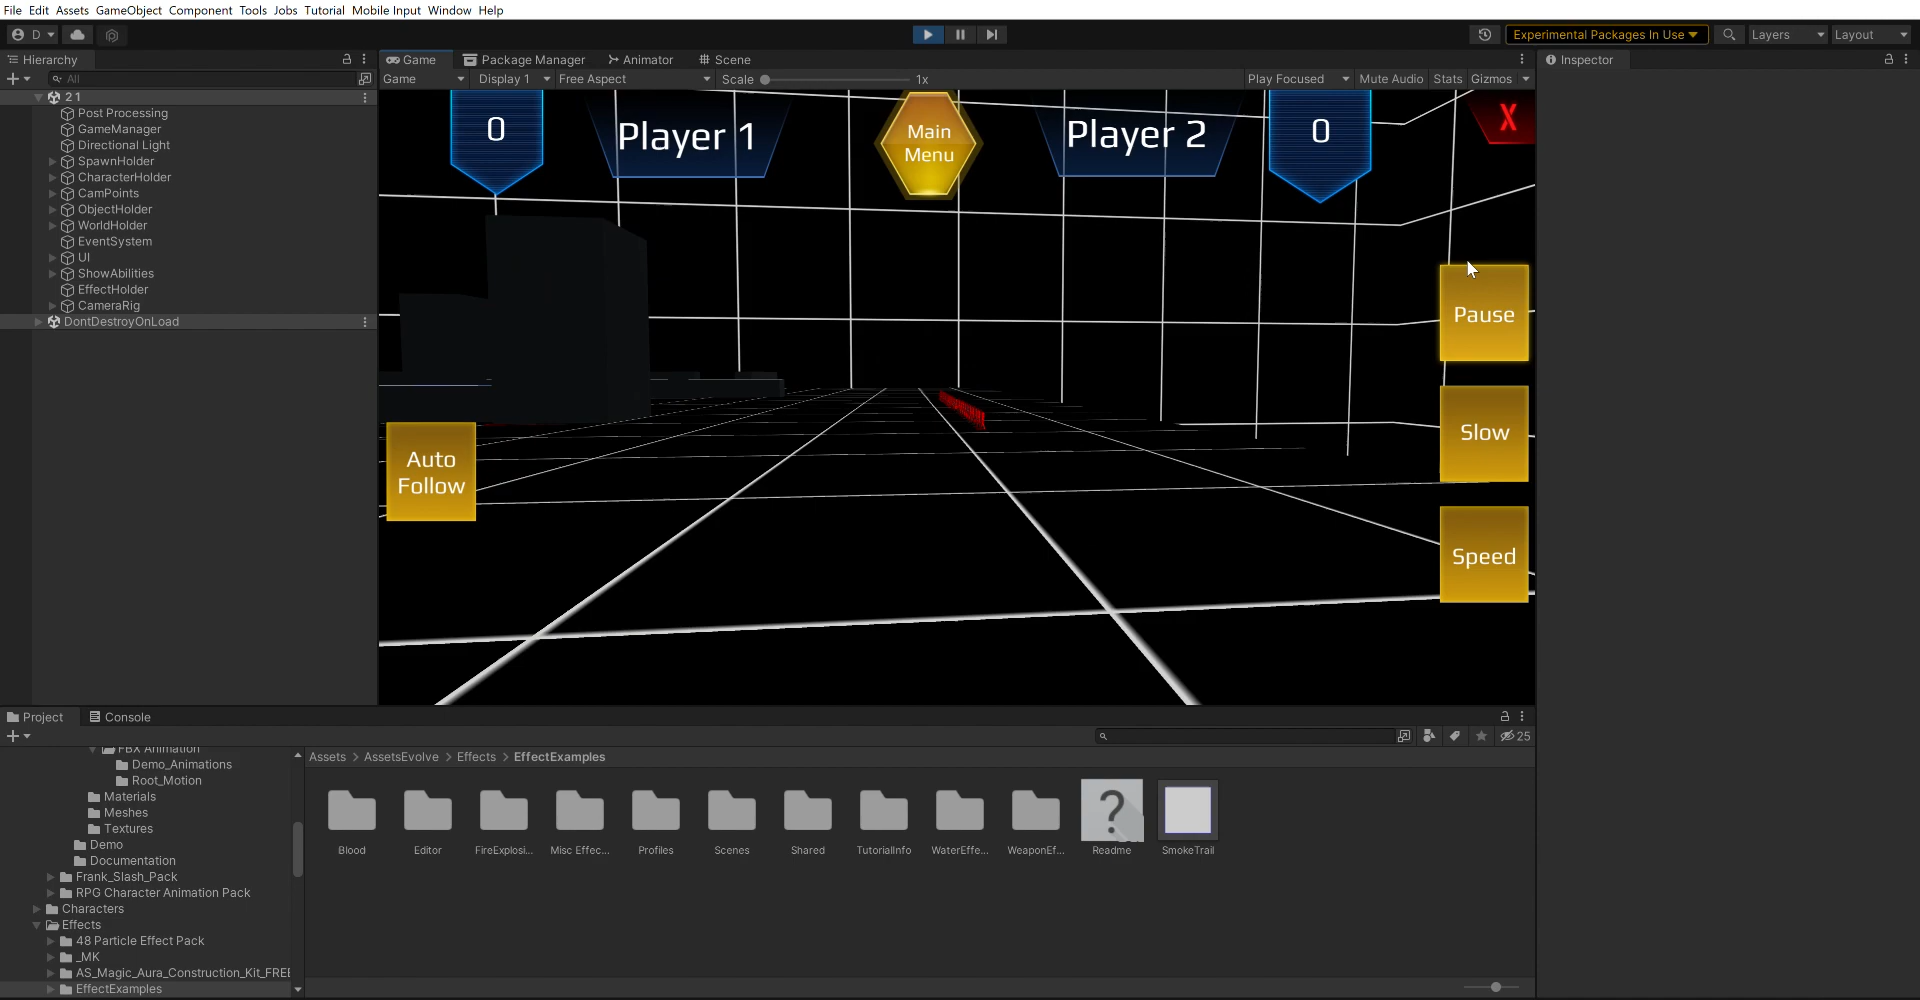 File Edit Assets GameObject Component Tools Jobs Tutorial Mobile Input Window Help
D Experimental Packages In Use Layers Layout
Hierarchy Game Package Manager Animator Scene Inspector
All Game Display 1 Free Aspect Scale 1x Play Focused Mute Audio Stats Gizmos
2 1
Post Processing
GameManager
Directional Light
SpawnHolder
CharacterHolder
CamPoints
ObjectHolder
WorldHolder
EventSystem
UI
ShowAbilities
EffectHolder
CameraRig
DontDestroyOnLoad
0 Player 1 Main Menu Player 2 0 X
Pause
Slow
Auto
Follow
Speed
Project Console
25
FBX Animation
Demo_Animations
Root_Motion
Materials
Meshes
Textures
Demo
Documentation
Frank_Slash_Pack
RPG Character Animation Pack
Characters
Effects
48 Particle Effect Pack
_MK
AS_Magic_Aura_Construction_Kit_FREE
EffectExamples
Assets > AssetsEvolve > Effects > EffectExamples
Blood Editor FireExplosi... Misc Effec... Profiles Scenes Shared TutorialInfo WaterEffe... WeaponEf... Readme SmokeTrail